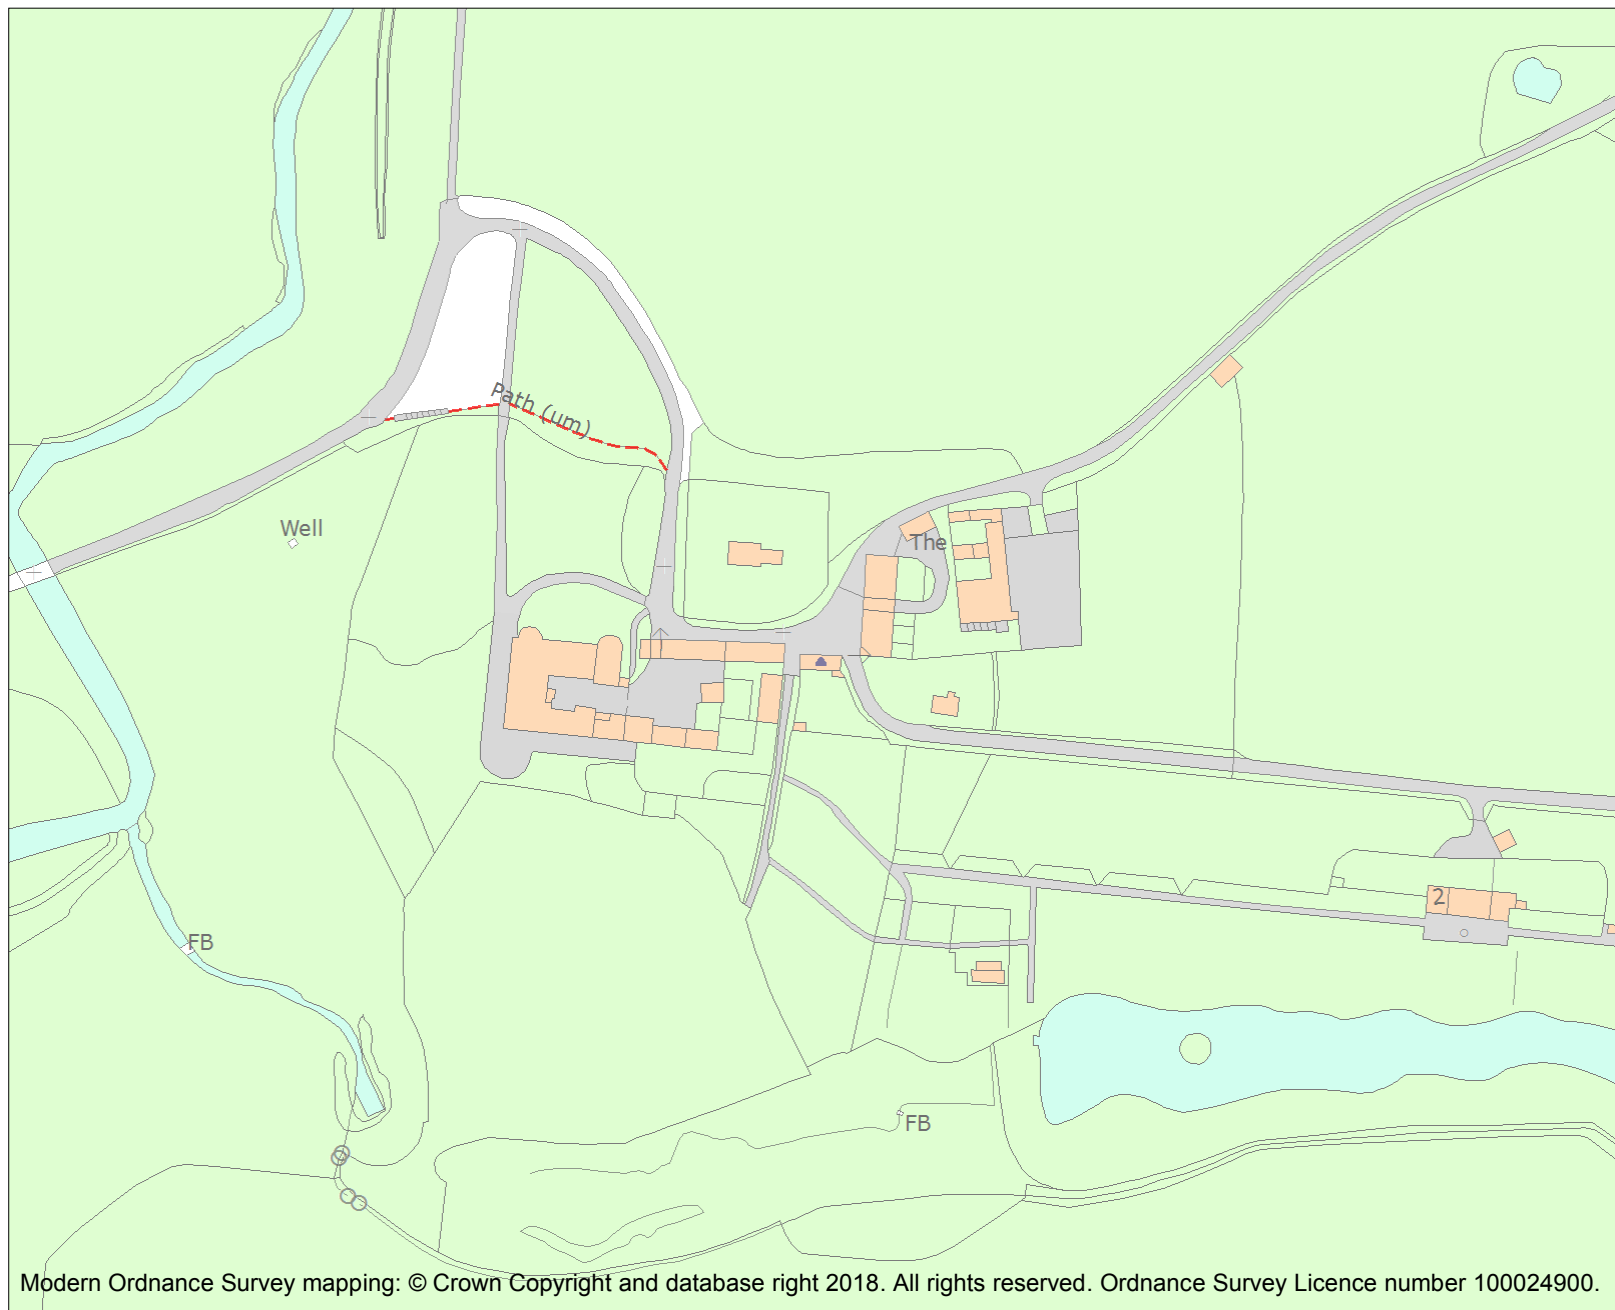 Path (um)
Well
The
2
FB
FB
Modern Ordnance Survey mapping: © Crown Copyright and database right 2018. All rights reserved. Ordnance Survey Licence number 100024900.